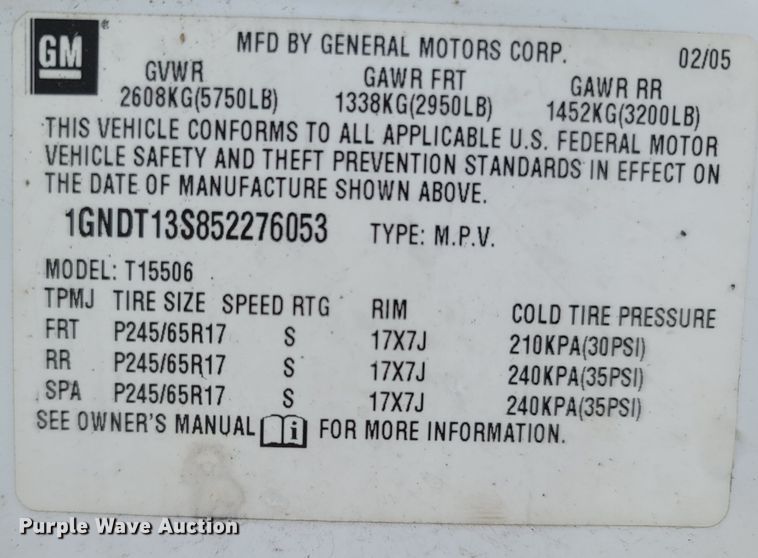 GM
MFD BY GENERAL MOTORS CORP. 02/05
GVWR GAWR FRT GAWR RR
2608KG(5750LB) 1338KG(2950LB) 1452KG(3200LB)
THIS VEHICLE CONFORMS TO ALL APPLICABLE U.S. FEDERAL MOTOR
VEHICLE SAFETY AND THEFT PREVENTION STANDARDS IN EFFECT ON
THE DATE OF MANUFACTURE SHOWN ABOVE.
1GNDT13S852276053 TYPE: M.P.V.
MODEL: T15506
TPMJ TIRE SIZE SPEED RTG RIM COLD TIRE PRESSURE
FRT P245/65R17 S 17X7J 210KPA(30PSI)
RR P245/65R17 S 17X7J 240KPA(35PSI)
SPA P245/65R17 S 17X7J 240KPA(35PSI)
SEE OWNER'S MANUAL i FOR MORE INFORMATION.
Purple Wave Auction